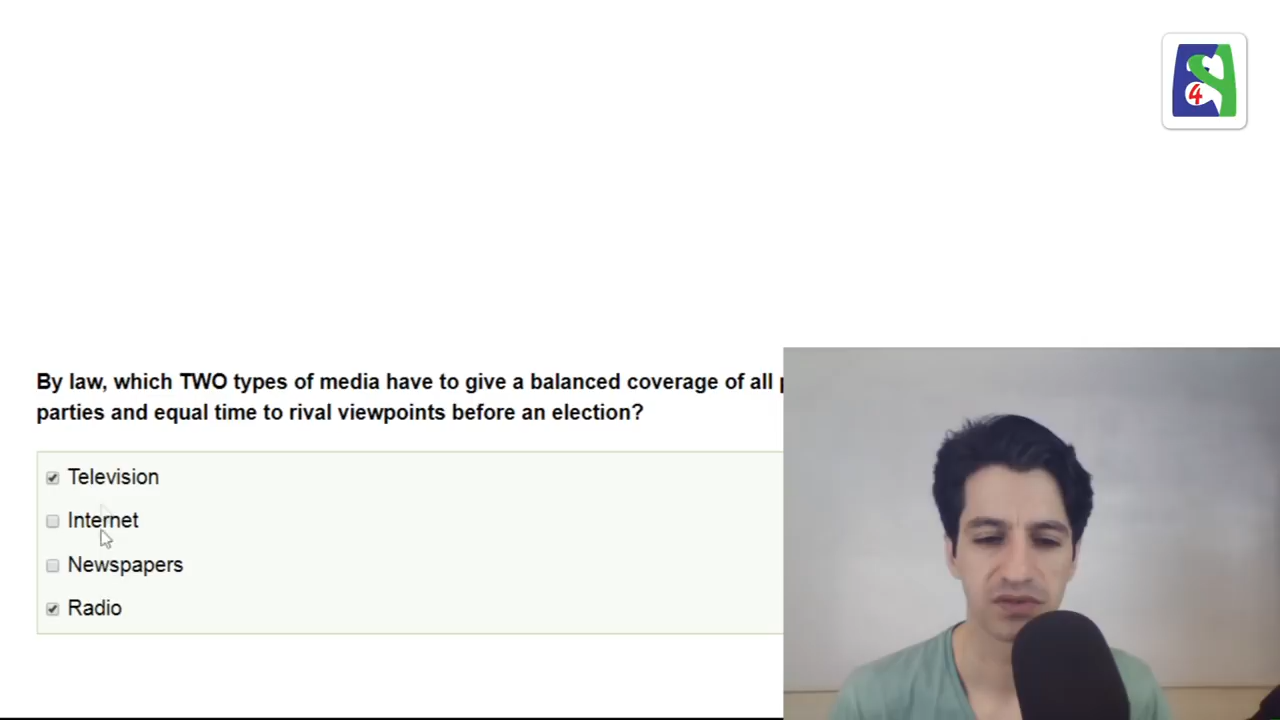 4
By law, which TWO types of media have to give a balanced coverage of all
parties and equal time to rival viewpoints before an election?
Television
Internet
Newspapers
Radio